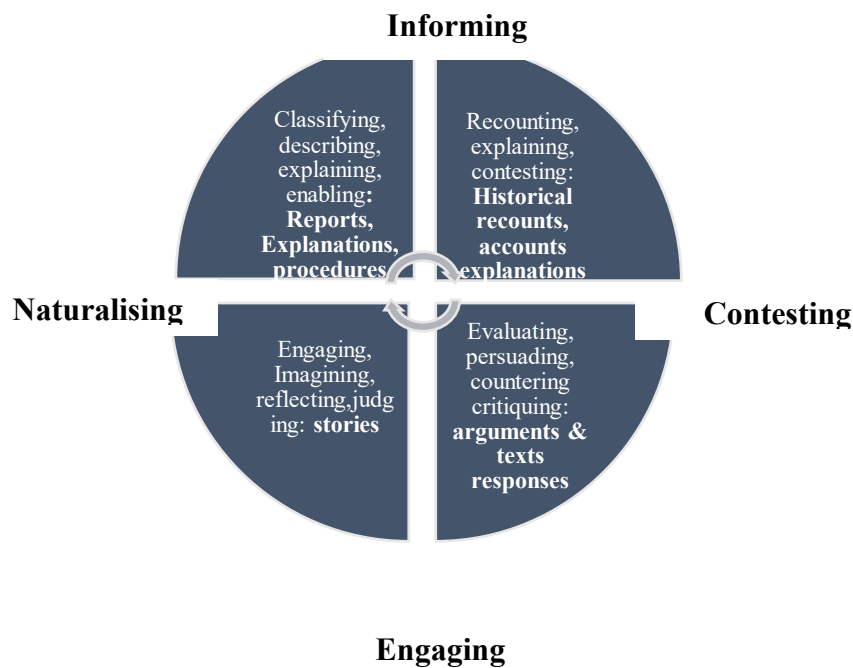 Informing
Classifying,
describing,
explaining,
enabling:
Reports,
Explanations,
procedures
Recounting,
explaining,
contesting:
Historical
recounts,
accounts
explanations
Naturalising
Contesting
Engaging,
Imagining,
reflecting,judg
ing: stories
Evaluating,
persuading,
countering
critiquing:
arguments &
texts
responses
Engaging